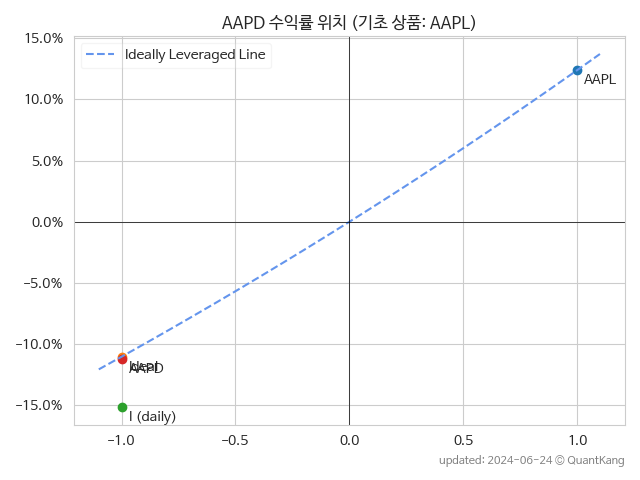 AAPD 수익률 위치 (기초 상품: AAPL)
Ideally Leveraged Line
15.0%
10.0%
5.0%
0.0%
−5.0%
−10.0%
−15.0%
AAPL
Ideal
AAPD
I (daily)
−1.0 −0.5 0.0 0.5 1.0
updated: 2024-06-24 © QuantKang